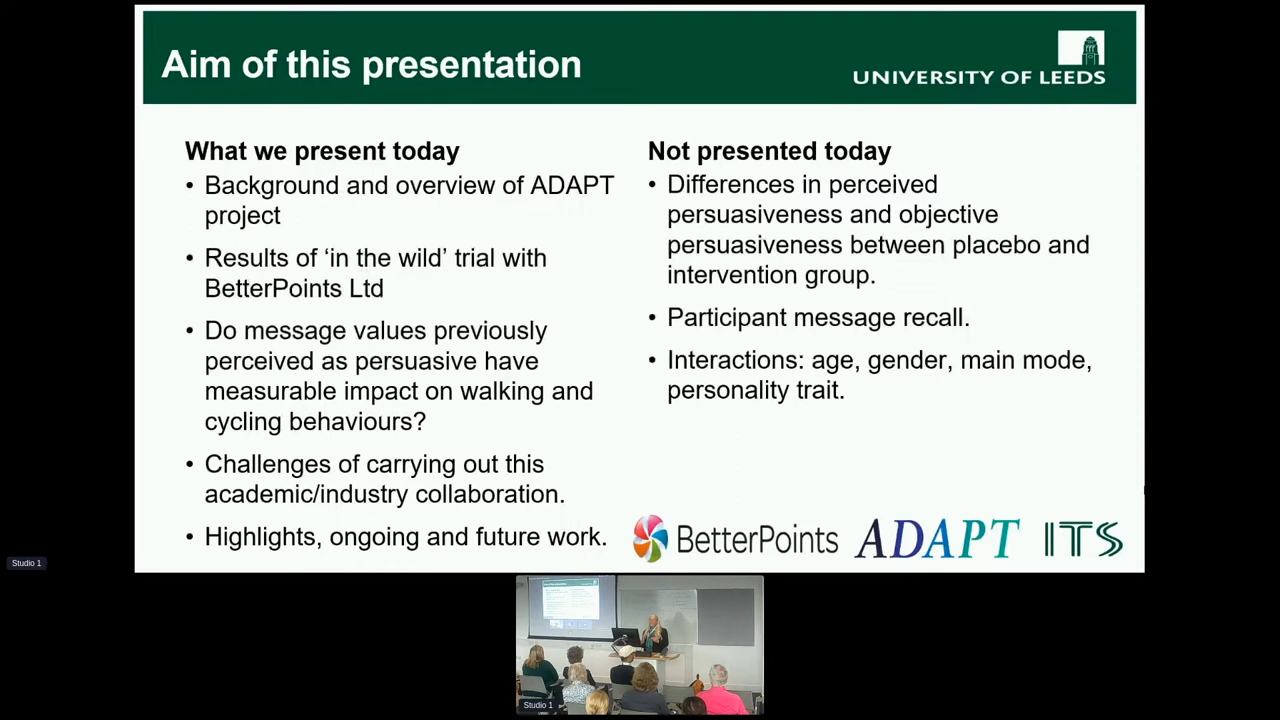 Aim of this presentation
UNIVERSITY OF LEEDS
What we present today
• Background and overview of ADAPT
project
• Results of ‘in the wild’ trial with
BetterPoints Ltd
• Do message values previously
perceived as persuasive have
measurable impact on walking and
cycling behaviours?
• Challenges of carrying out this
academic/industry collaboration.
• Highlights, ongoing and future work.
Not presented today
• Differences in perceived
persuasiveness and objective
persuasiveness between placebo and
intervention group.
• Participant message recall.
• Interactions: age, gender, main mode,
personality trait.
BetterPoints ADAPT ITS
Studio 1
Studio 1